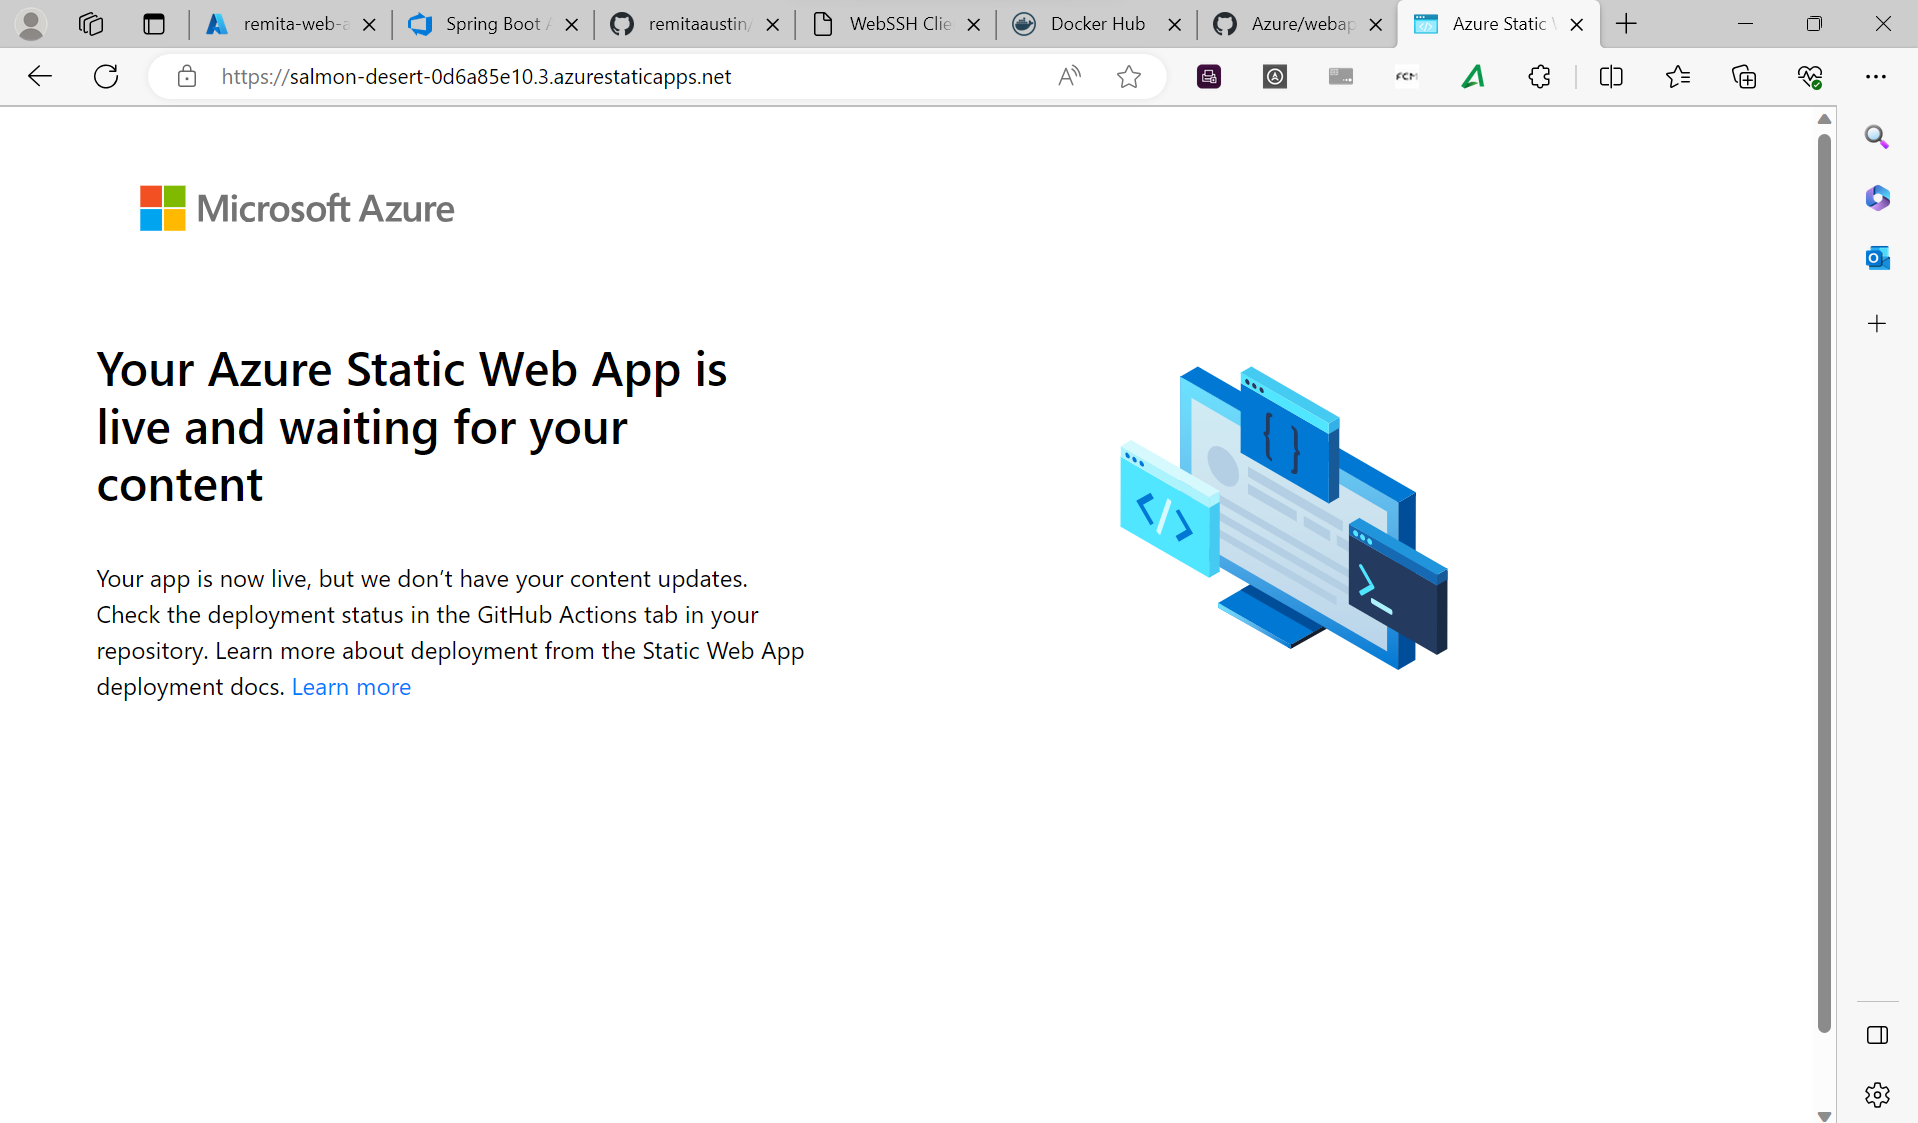 remita-web-a
Spring Boot A
remitaaustin/
WebSSH Clie
Docker Hub
Azure/webap
Azure Static W
https://salmon-desert-0d6a85e10.3.azurestaticapps.net
FCM
Microsoft Azure
Your Azure Static Web App is
live and waiting for your
content
Your app is now live, but we don’t have your content updates.
Check the deployment status in the GitHub Actions tab in your
repository. Learn more about deployment from the Static Web App
deployment docs. Learn more